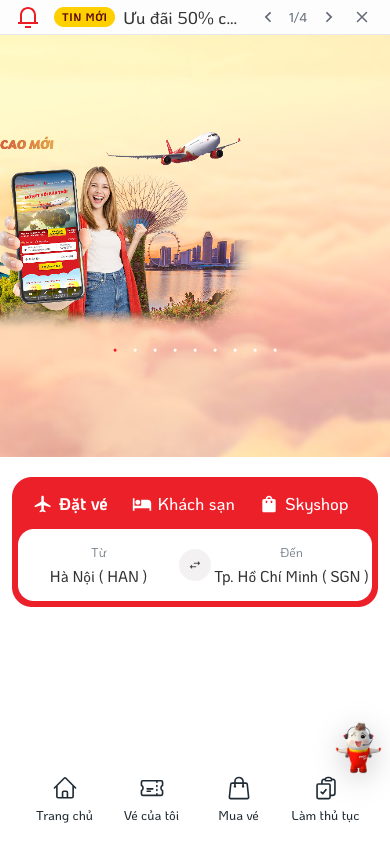 TIN MỚI Ưu đãi 50% c... 1/4
CAO MỚI
Đặt vé Khách sạn Skyshop
Từ Đến
Hà Nội ( HAN ) Tp. Hồ Chí Minh ( SGN )
Trang chủ Vé của tôi Mua vé Làm thủ tục